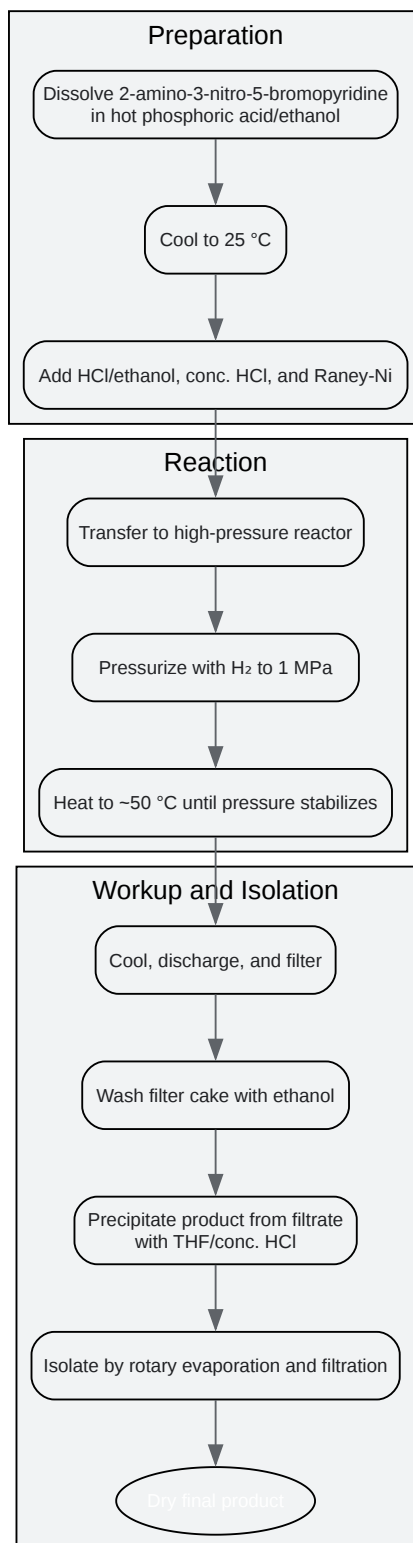 Preparation
Dissolve 2-amino-3-nitro-5-bromopyridine
in hot phosphoric acid/ethanol
Cool to 25 °C
Add HCl/ethanol, conc. HCl, and Raney-Ni
Reaction
Transfer to high-pressure reactor
Pressurize with H₂ to 1 MPa
Heat to ~50 °C until pressure stabilizes
Workup and Isolation
Cool, discharge, and filter
Wash filter cake with ethanol
Precipitate product from filtrate
with THF/conc. HCl
Isolate by rotary evaporation and filtration
Dry final product